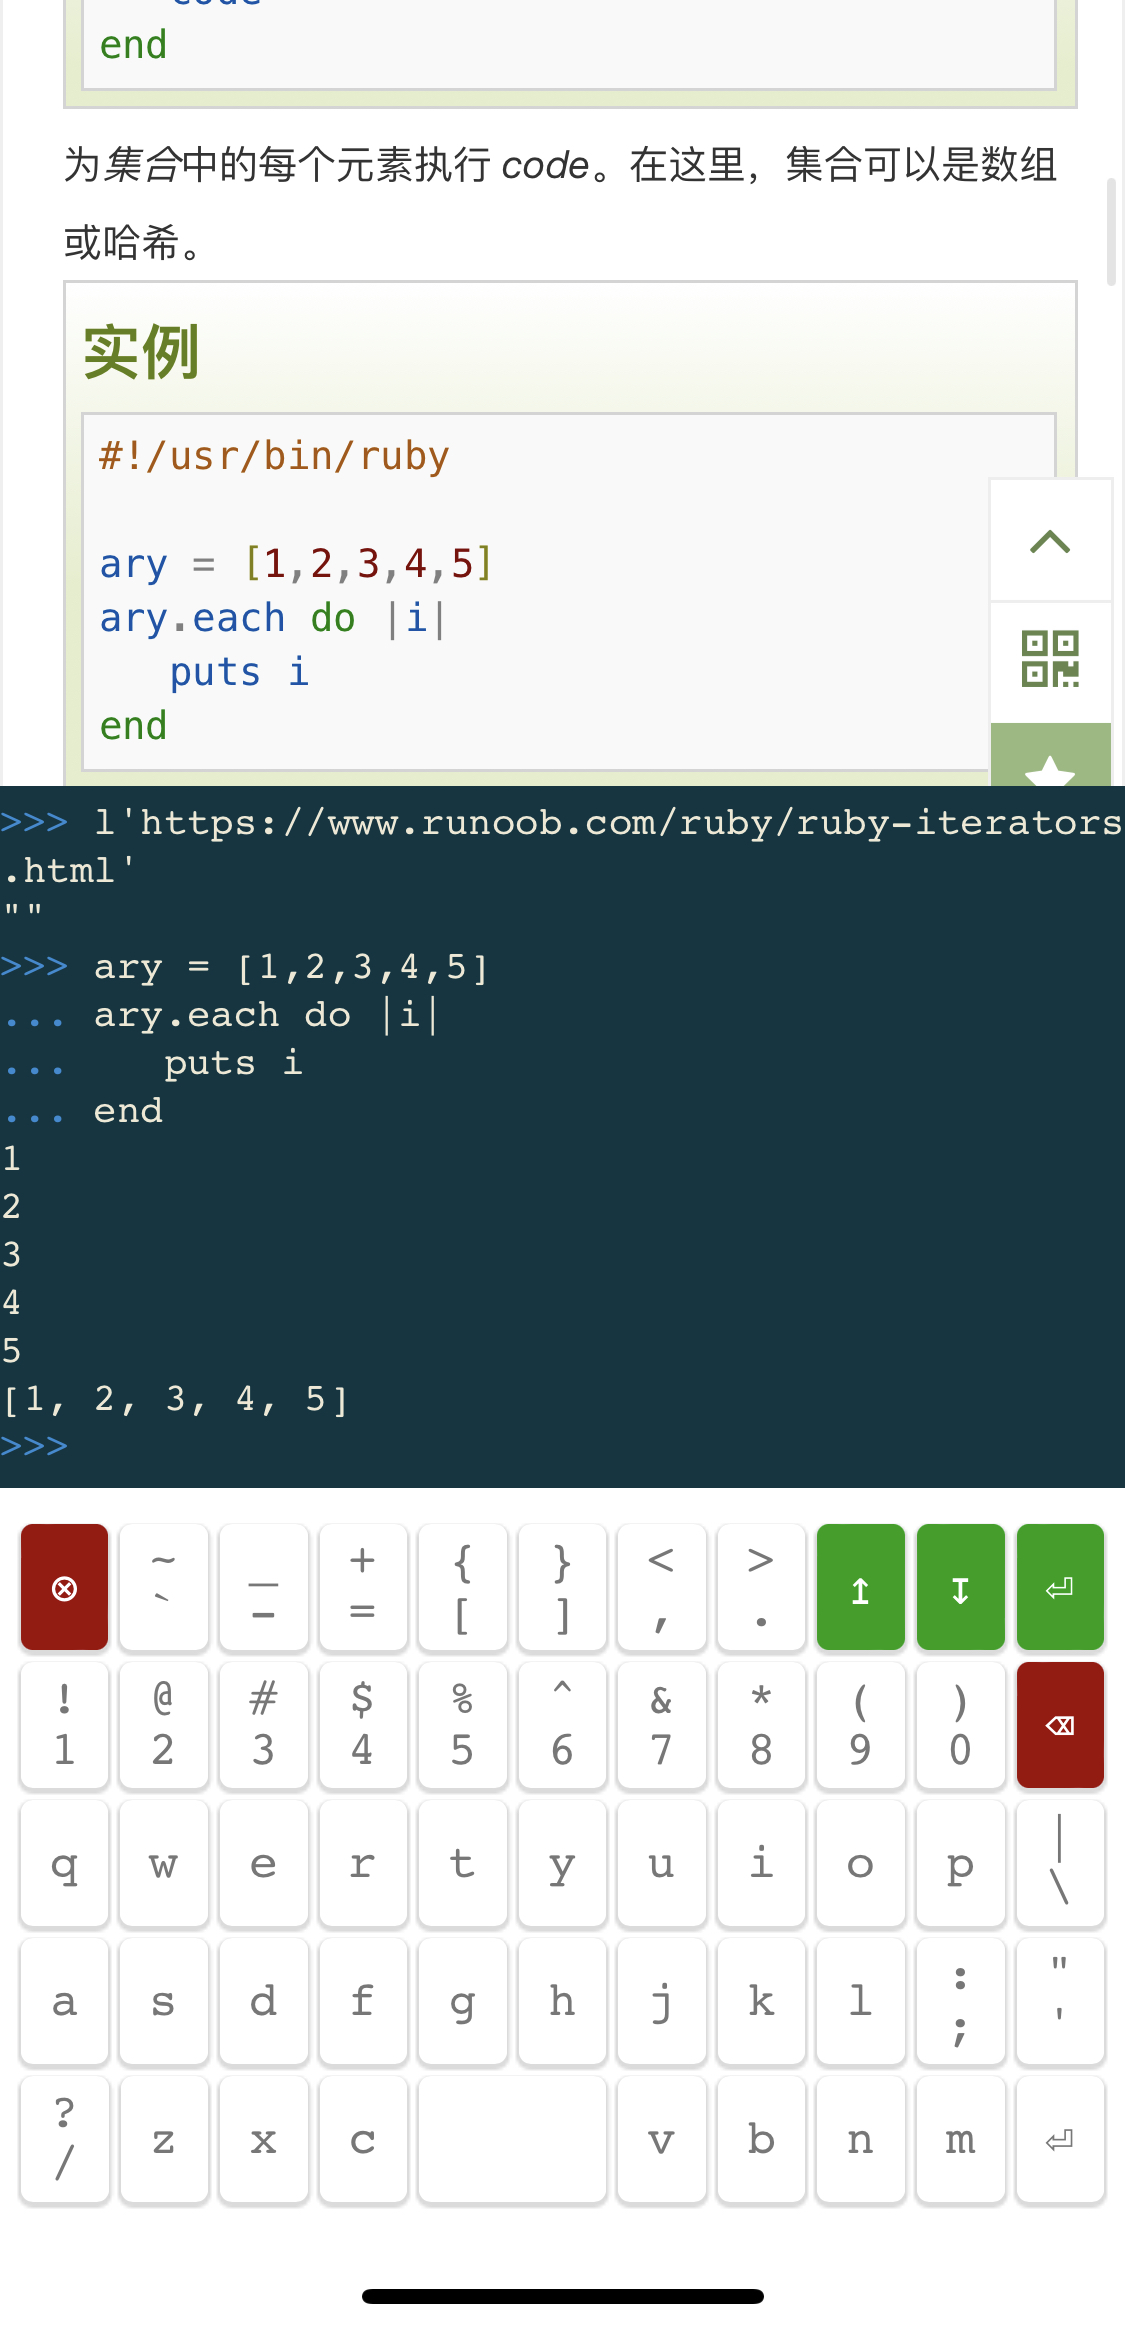 code
end
为集合中的每个元素执行 code。在这里，集合可以是数组
或哈希。
实例
#!/usr/bin/ruby
ary = [1,2,3,4,5]
ary.each do |i|
   puts i
end
>>> l'https://www.runoob.com/ruby/ruby-iterators
.html'
""
>>> ary = [1,2,3,4,5]
... ary.each do |i|
...    puts i
... end
1
2
3
4
5
[1, 2, 3, 4, 5]
>>>
⊗ ~ _ + { } < > ↥ ↧ ⏎
` - = [ ] , .
! @ # $ % ^ & * ( ) ⌫
1 2 3 4 5 6 7 8 9 0
q w e r t y u i o p |
\
a s d f g h j k l : "
; '
? z x c v b n m ⏎
/